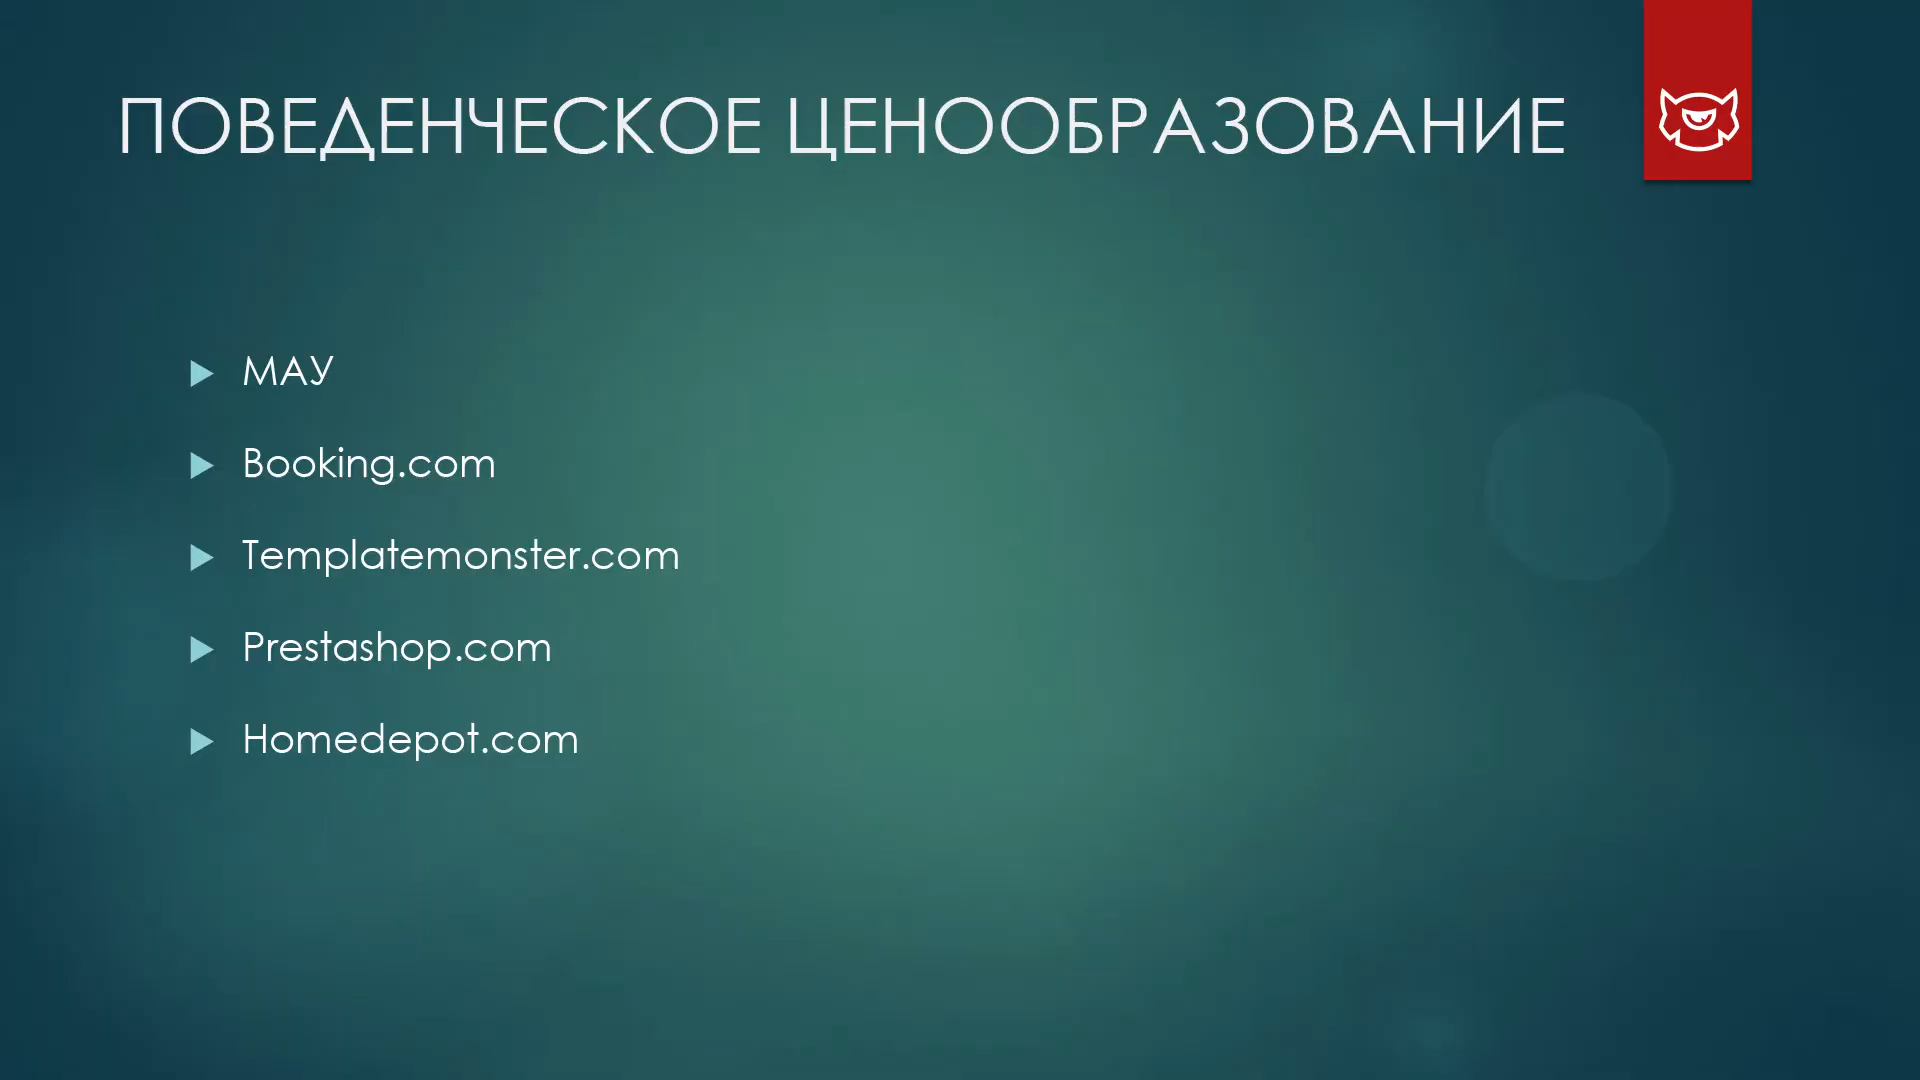 ПОВЕДЕНЧЕСКОЕ ЦЕНООБРАЗОВАНИЕ
МАУ
Booking.com
Templatemonster.com
Prestashop.com
Homedepot.com